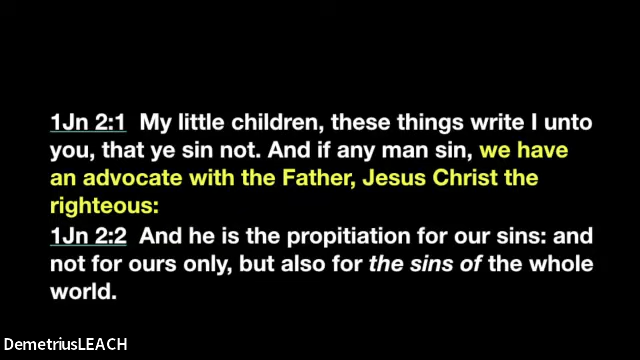 1Jn 2:1 My little children, these things write I unto
you, that ye sin not. And if any man sin, we have
an advocate with the Father, Jesus Christ the
righteous:
1Jn 2:2 And he is the propitiation for our sins: and
not for ours only, but also for the sins of the whole
world.
DemetriusLEACH